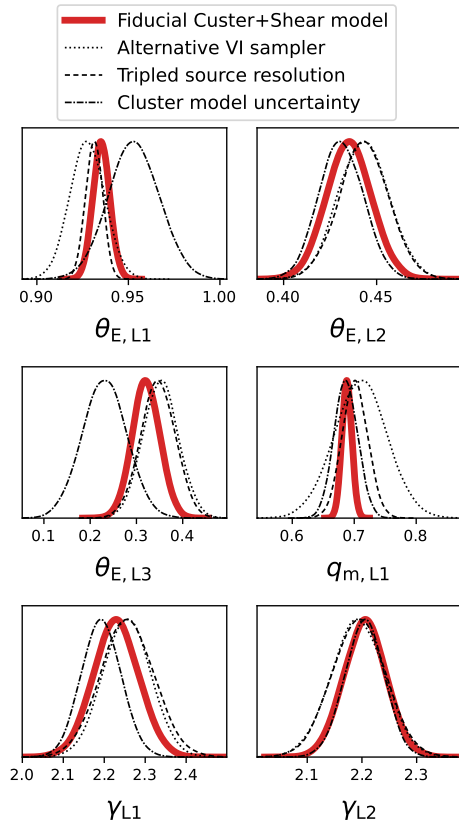 Fiducial Custer+Shear model
Alternative VI sampler
Tripled source resolution
Cluster model uncertainty
0.90 0.95 1.00
θE, L1
0.40 0.45
θE, L2
0.1 0.2 0.3 0.4
θE, L3
0.6 0.7 0.8
qm, L1
2.0 2.1 2.2 2.3 2.4
γL1
2.1 2.2 2.3
γL2